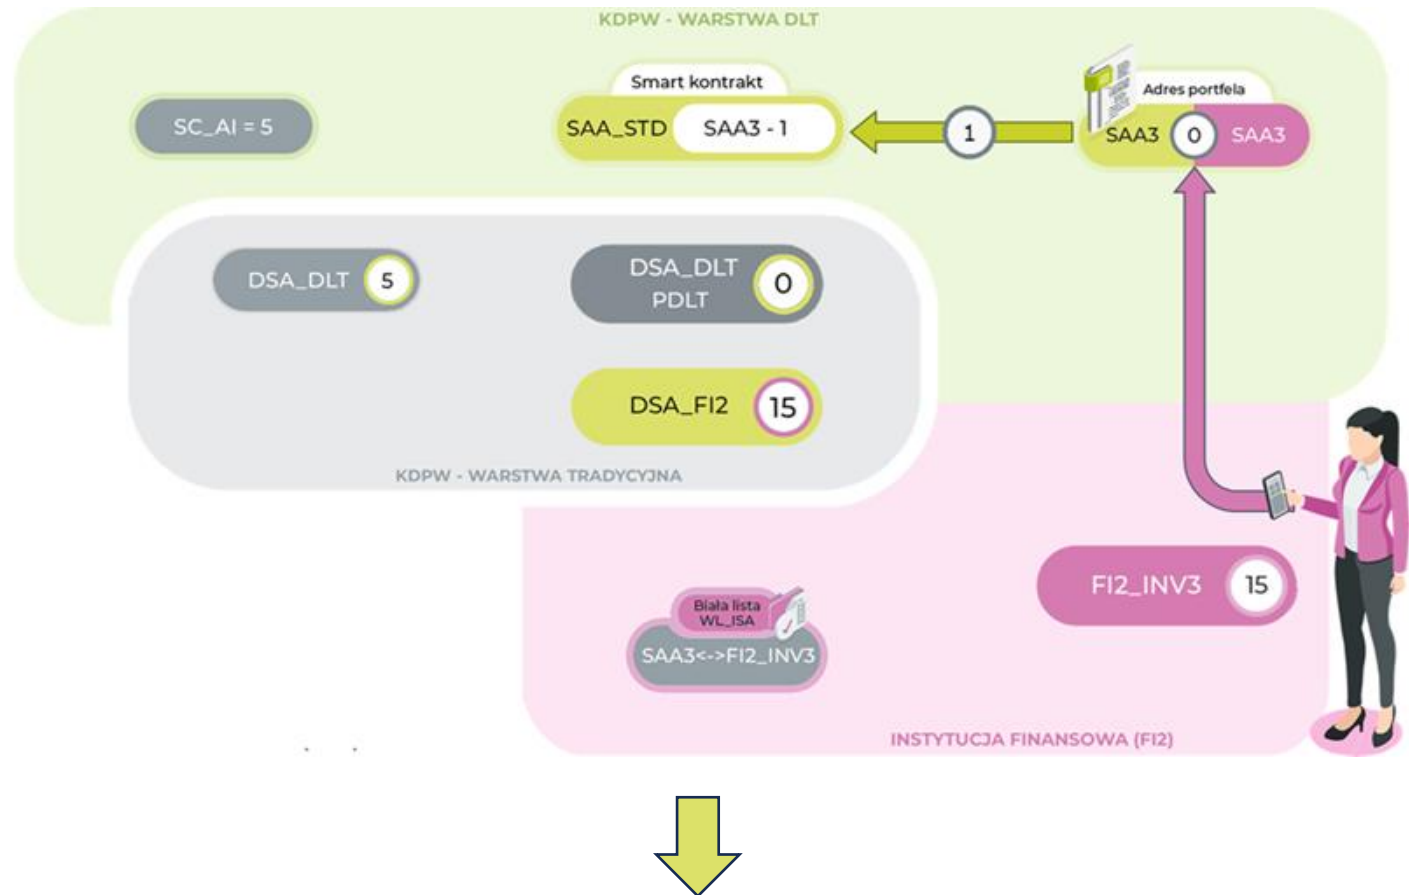 KDPW - WARSTWA DLT
Smart kontrakt
Adres portfela
SC_AI = 5
SAA_STD
SAA3 - 1
1
SAA3
0
SAA3
DSA_DLT
5
DSA_DLT
PDLT
0
DSA_FI2
15
KDPW - WARSTWA TRADYCYJNA
FI2_INV3
15
Biała lista
WL_ISA
SAA3<->FI2_INV3
INSTYTUCJA FINANSOWA (FI2)